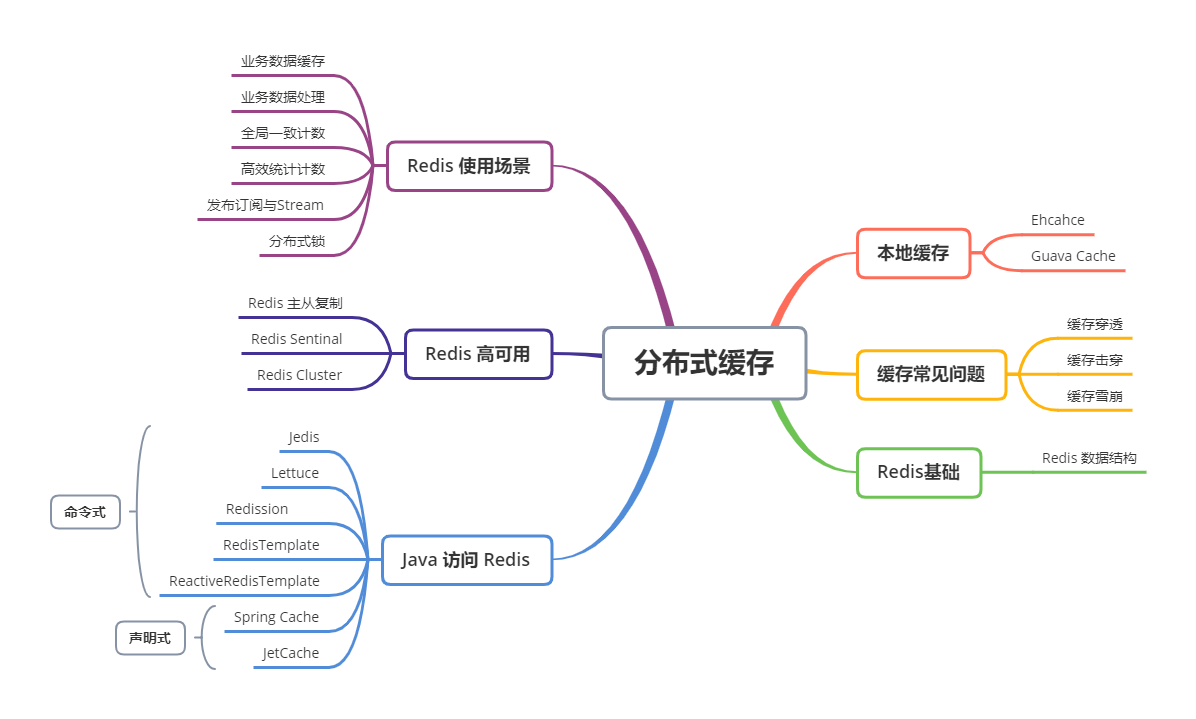 分布式缓存
本地缓存
Ehcahce
Guava Cache
缓存常见问题
缓存穿透
缓存击穿
缓存雪崩
Redis基础
Redis 数据结构
Redis 使用场景
业务数据缓存
业务数据处理
全局一致计数
高效统计计数
发布订阅与Stream
分布式锁
Redis 高可用
Redis 主从复制
Redis Sentinal
Redis Cluster
Java 访问 Redis
命令式
Jedis
Lettuce
Redission
RedisTemplate
ReactiveRedisTemplate
声明式
Spring Cache
JetCache